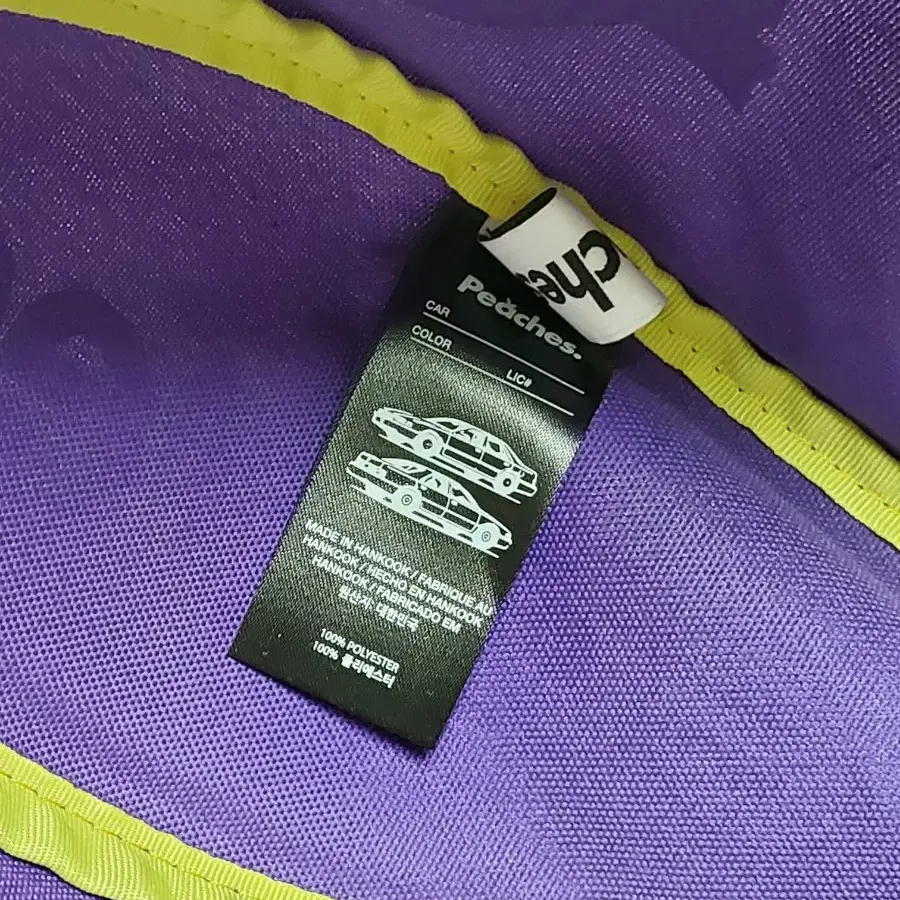 che
Peaches.
CAR
COLOR
LIC#
MADE IN HANKOOK / FABRIQUE AU
HANKOOK / HECHO EN HANKOOK
HANKOOK / FABRICADO EM
원산지: 대한민국
100% POLYESTER
100% 폴리에스터